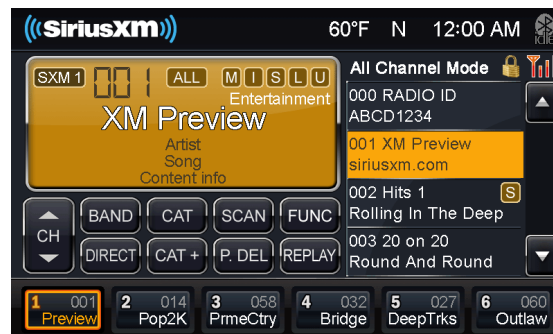 ((SiriusXM)) 60°F N 12:00 AM Idle
SXM 1 001 ALL M I S L U
Entertainment
XM Preview
Artist
Song
Content info
All Channel Mode
000 RADIO ID
ABCD1234
001 XM Preview
siriusxm.com
002 Hits 1 S
Rolling In The Deep
003 20 on 20
Round And Round
CH BAND CAT SCAN FUNC
DIRECT CAT + P. DEL REPLAY
1 001 Preview
2 014 Pop2K
3 058 PrmeCtry
4 032 Bridge
5 027 DeepTrks
6 060 Outlaw